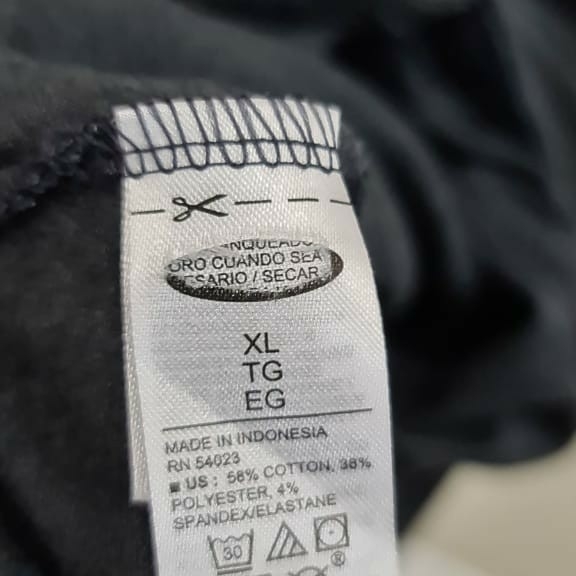 ORO CUANDO SEA
ESARIO / SECAR
XL
TG
EG
MADE IN INDONESIA
RN 54023
US : 58% COTTON, 38%
POLYESTER, 4%
SPANDEX/ELASTANE
30
®